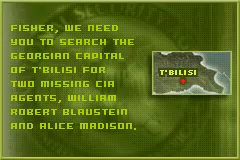 FISHER, WE NEED
YOU TO SEARCH THE
GEORGIAN CAPITAL
OF T'BILISI FOR
TWO MISSING CIA
AGENTS, WILLIAM
ROBERT BLAUSTEIN
AND ALICE MADISON.
T'BILISI